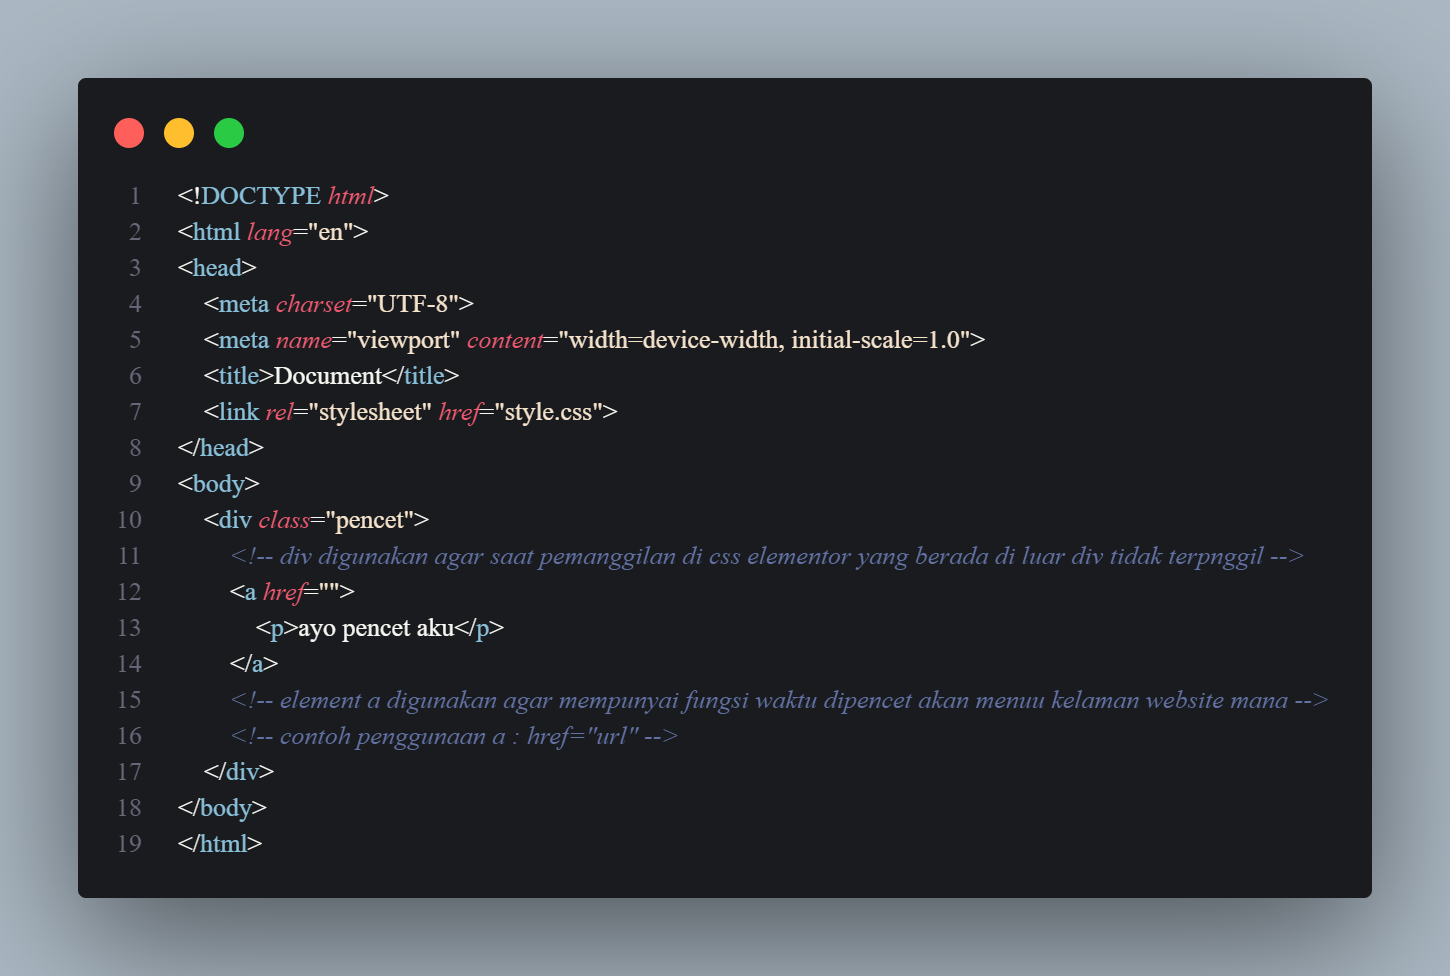 1 <!DOCTYPE html>
2 <html lang="en">
3 <head>
4     <meta charset="UTF-8">
5     <meta name="viewport" content="width=device-width, initial-scale=1.0">
6     <title>Document</title>
7     <link rel="stylesheet" href="style.css">
8 </head>
9 <body>
10     <div class="pencet">
11         <!-- div digunakan agar saat pemanggilan di css elementor yang berada di luar div tidak terpnggil -->
12         <a href="">
13             <p>ayo pencet aku</p>
14         </a>
15         <!-- element a digunakan agar mempunyai fungsi waktu dipencet akan menuu kelaman website mana -->
16         <!-- contoh penggunaan a : href="url" -->
17     </div>
18 </body>
19 </html>